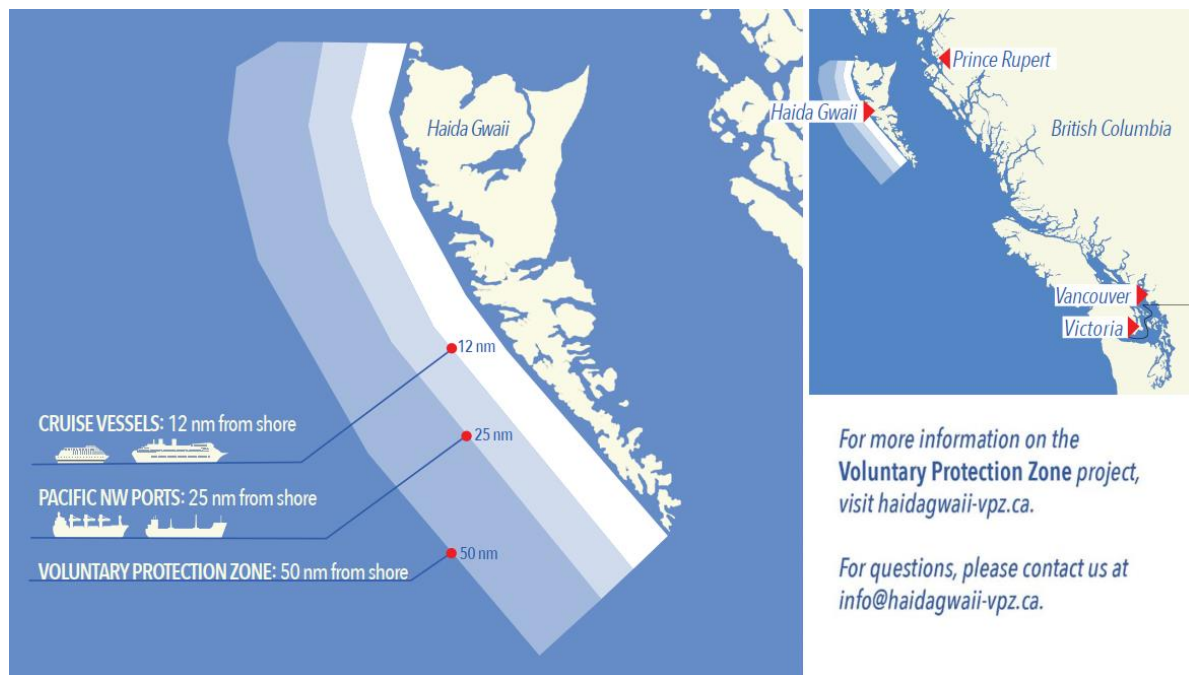 Haida Gwaii
12 nm
CRUISE VESSELS: 12 nm from shore
25 nm
PACIFIC NW PORTS: 25 nm from shore
50 nm
VOLUNTARY PROTECTION ZONE: 50 nm from shore
Prince Rupert
Haida Gwaii
British Columbia
Vancouver
Victoria
For more information on the
Voluntary Protection Zone project,
visit haidagwaii-vpz.ca.
For questions, please contact us at
info@haidagwaii-vpz.ca.